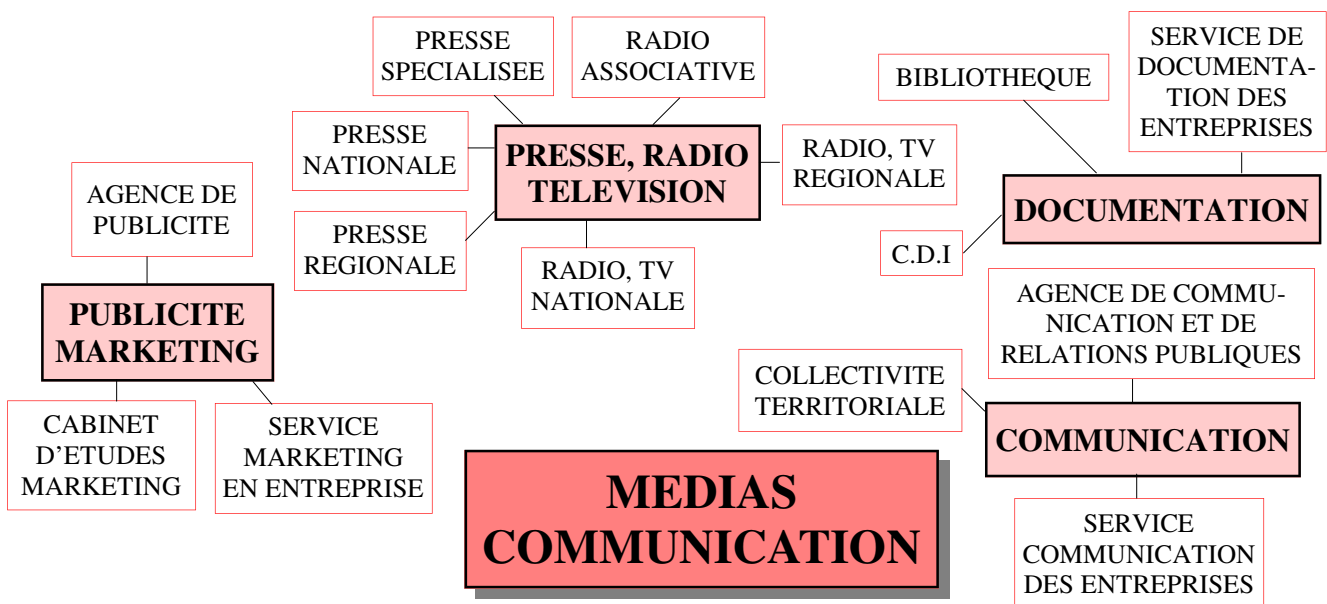 PRESSE
SPECIALISEE
RADIO
ASSOCIATIVE
PRESSE
NATIONALE
PRESSE, RADIO
TELEVISION
RADIO, TV
REGIONALE
PRESSE
REGIONALE
RADIO, TV
NATIONALE
BIBLIOTHEQUE
SERVICE DE
DOCUMENTA-
TION DES
ENTREPRISES
DOCUMENTATION
C.D.I
AGENCE DE
PUBLICITE
PUBLICITE
MARKETING
CABINET
D’ETUDES
MARKETING
SERVICE
MARKETING
EN ENTREPRISE
AGENCE DE COMMU-
NICATION ET DE
RELATIONS PUBLIQUES
COLLECTIVITE
TERRITORIALE
COMMUNICATION
SERVICE
COMMUNICATION
DES ENTREPRISES
MEDIAS
COMMUNICATION